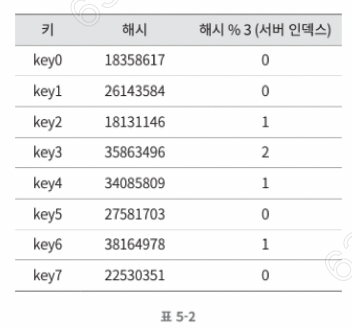 키 해시 해시 % 3 (서버 인덱스)
key0 18358617 0
key1 26143584 0
key2 18131146 1
key3 35863496 2
key4 34085809 1
key5 27581703 0
key6 38164978 1
key7 22530351 0
표 5-2